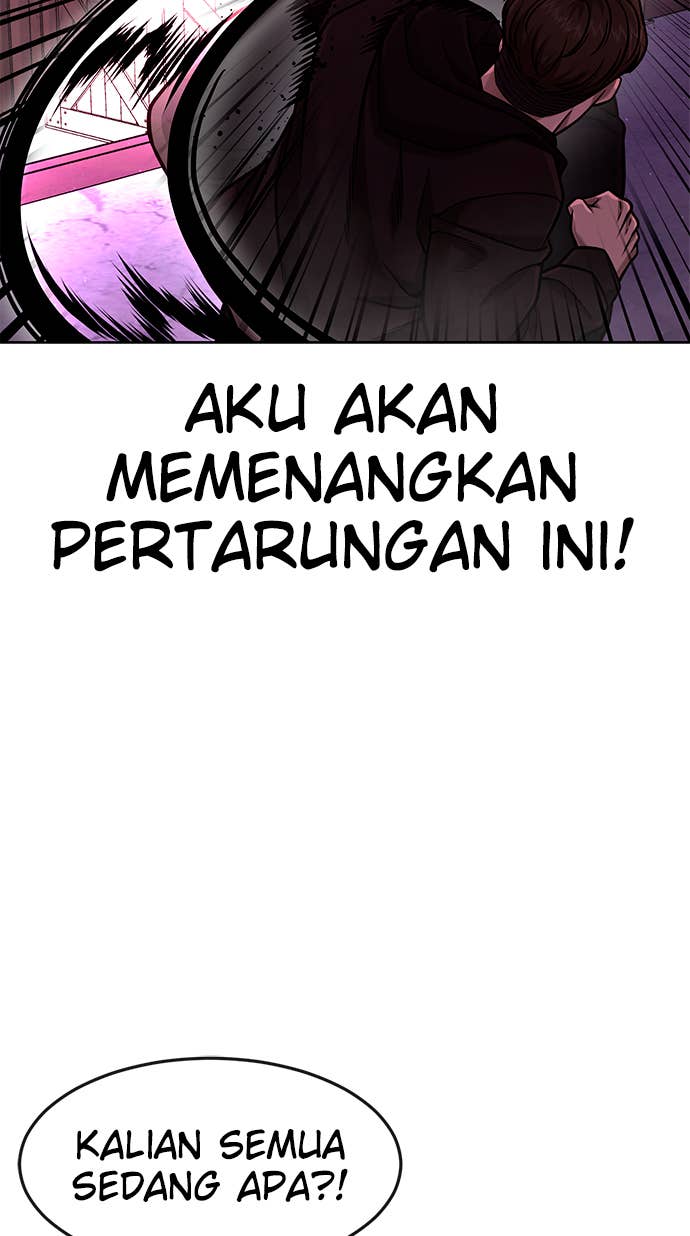 AKU AKAN
MEMENANGKAN
PERTARUNGAN INI!
KALIAN SEMUA
SEDANG APA?!